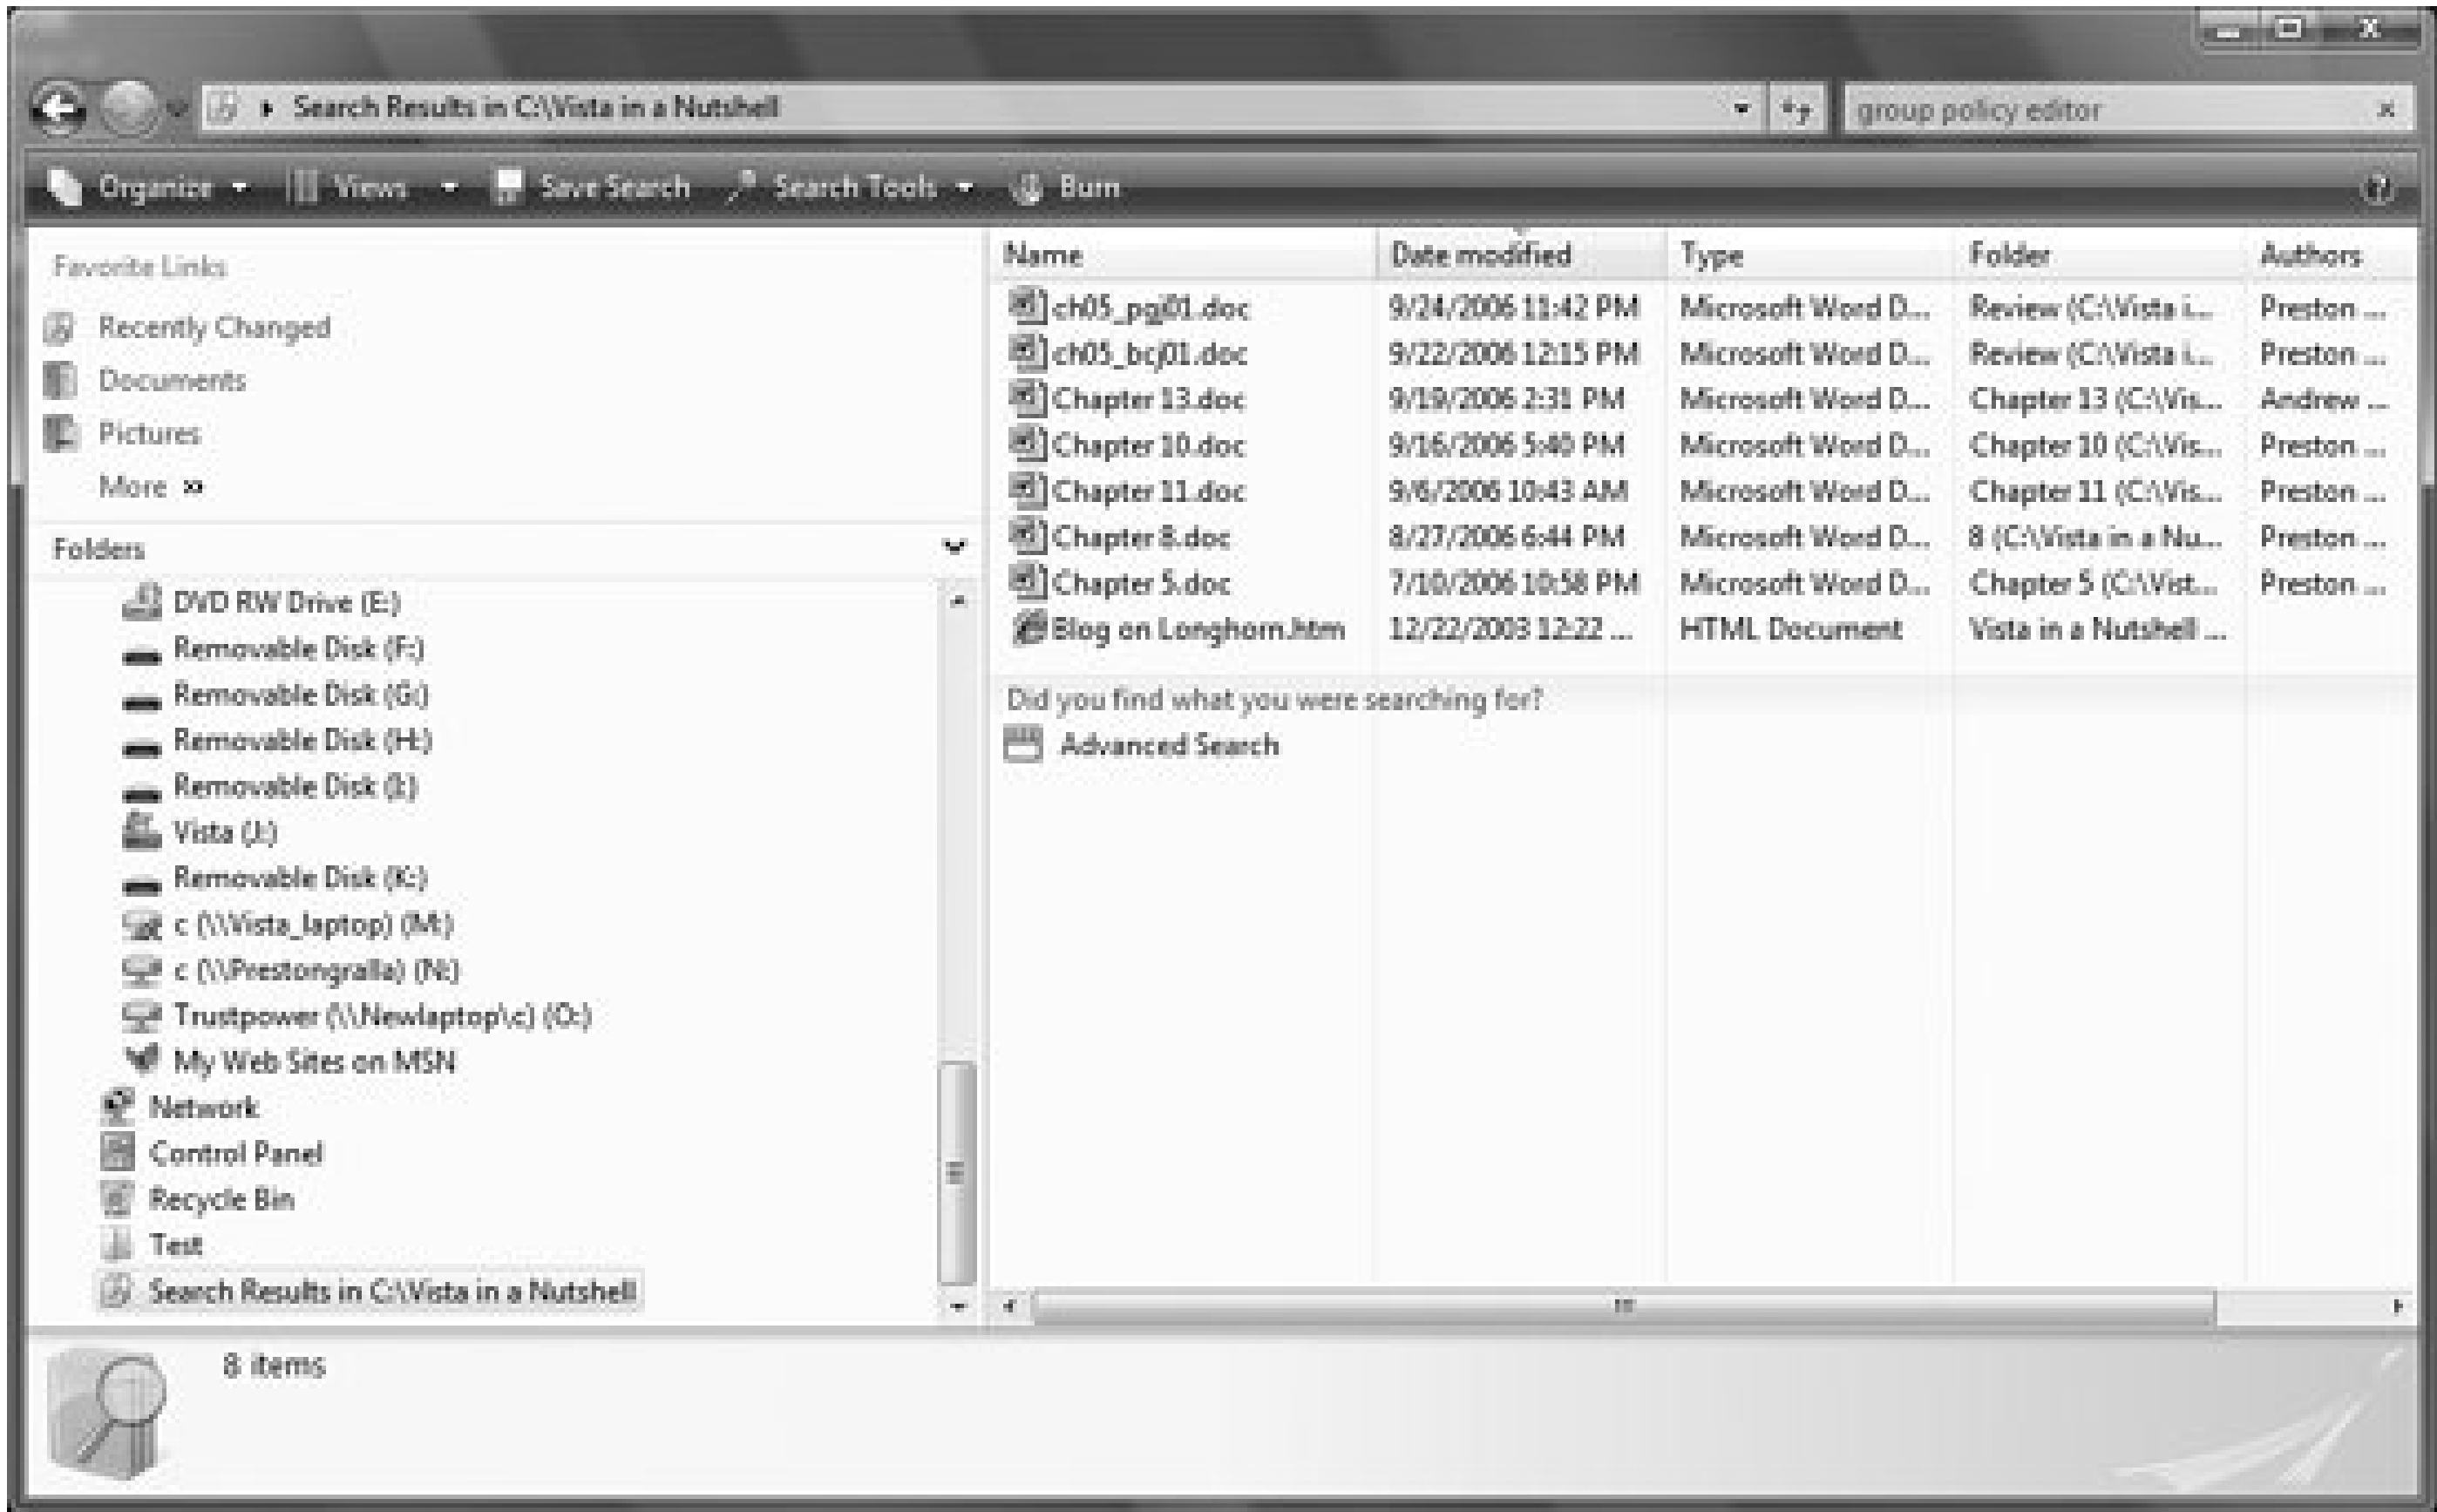 Search Results in C:\Vista in a Nutshell
group policy editor
Organize Views Save Search Search Tools Burn
Favorite Links
Recently Changed
Documents
Pictures
More »
Folders
DVD RW Drive (E:)
Removable Disk (F:)
Removable Disk (G:)
Removable Disk (H:)
Removable Disk (I:)
Vista (J:)
Removable Disk (K:)
c (\\Vista_laptop) (M:)
c (\\Prestongralla) (N:)
Trustpower (\\Newlaptop\c) (O:)
My Web Sites on MSN
Network
Control Panel
Recycle Bin
Test
Search Results in C:\Vista in a Nutshell
Name Date modified Type Folder Authors
ch05_pgj01.doc 9/24/2006 11:42 PM Microsoft Word D... Review (C:\Vista i... Preston ...
ch05_bcj01.doc 9/22/2006 12:15 PM Microsoft Word D... Review (C:\Vista i... Preston ...
Chapter 13.doc 9/19/2006 2:31 PM Microsoft Word D... Chapter 13 (C:\Vis... Andrew ...
Chapter 10.doc 9/16/2006 5:40 PM Microsoft Word D... Chapter 10 (C:\Vis... Preston ...
Chapter 11.doc 9/6/2006 10:43 AM Microsoft Word D... Chapter 11 (C:\Vis... Preston ...
Chapter 8.doc 8/27/2006 6:44 PM Microsoft Word D... 8 (C:\Vista in a Nu... Preston ...
Chapter 5.doc 7/10/2006 10:58 PM Microsoft Word D... Chapter 5 (C:\Vist... Preston ...
Blog on Longhorn.htm 12/22/2003 12:22 ... HTML Document Vista in a Nutshell ...
Did you find what you were searching for?
Advanced Search
8 items